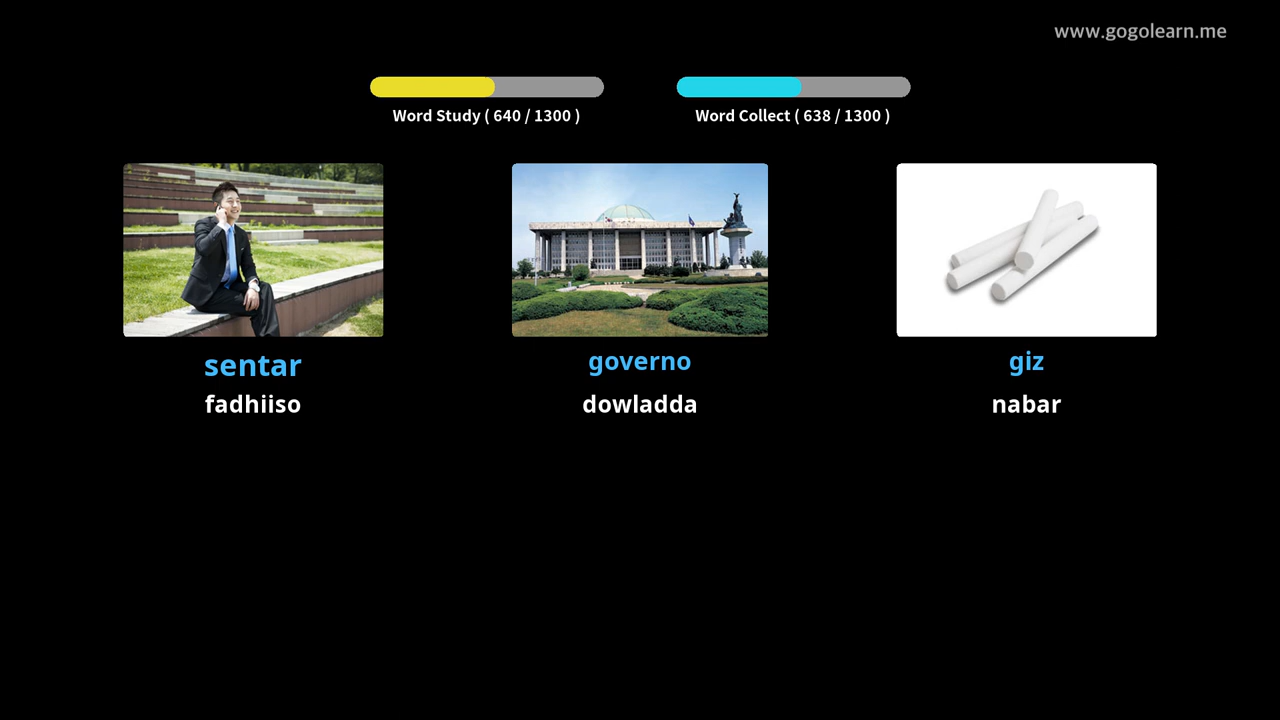 www.gogolearn.me
Word Study ( 640 / 1300 )
Word Collect ( 638 / 1300 )
sentar
governo
giz
fadhiiso
dowladda
nabar